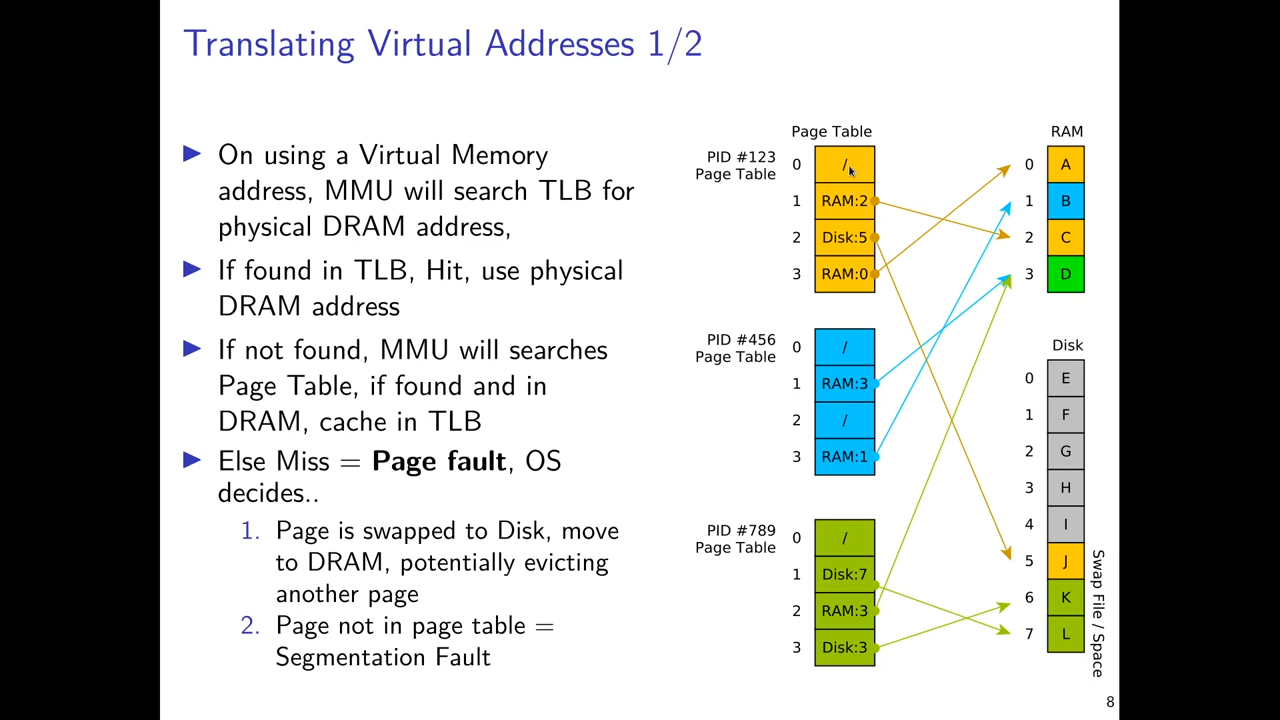 Translating Virtual Addresses 1/2
On using a Virtual Memory
address, MMU will search TLB for
physical DRAM address,
If found in TLB, Hit, use physical
DRAM address
If not found, MMU will searches
Page Table, if found and in
DRAM, cache in TLB
Else Miss = Page fault, OS
decides..
1. Page is swapped to Disk, move
to DRAM, potentially evicting
another page
2. Page not in page table =
Segmentation Fault
Page Table
PID #123
Page Table
0 /
1 RAM:2
2 Disk:5
3 RAM:0
PID #456
Page Table
0 /
1 RAM:3
2 /
3 RAM:1
PID #789
Page Table
0 /
1 Disk:7
2 RAM:3
3 Disk:3
RAM
0 A
1 B
2 C
3 D
Disk
0 E
1 F
2 G
3 H
4 I
5 J
6 K
7 L
Swap File / Space
8